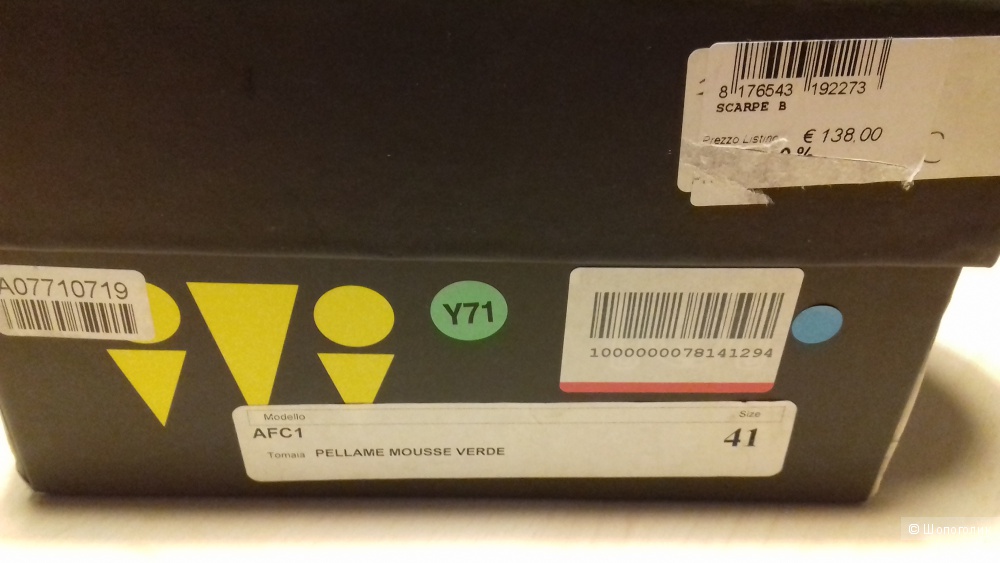 8 176543 192273
SCARPE B
Prezzo Listino € 138,00
A07710719
Y71
1000000078141294
Modello
Size
AFC1
41
Tomaia PELLAME MOUSSE VERDE